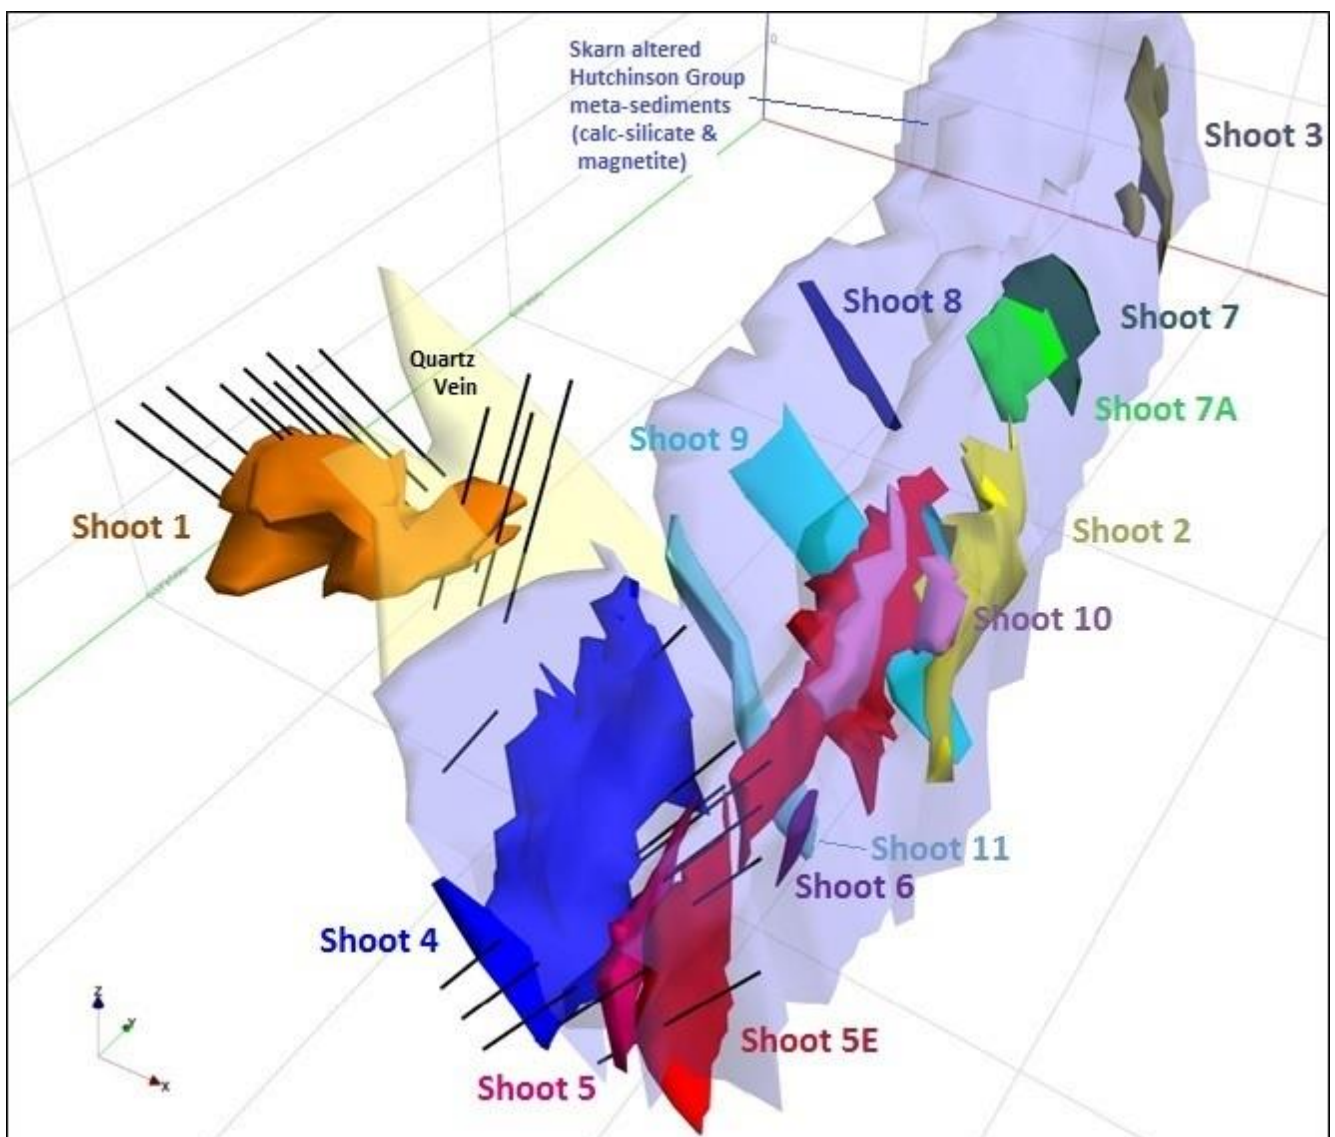 Skarn altered
Hutchinson Group
meta-sediments
(calc-silicate &
magnetite)
Shoot 3
Shoot 8
Shoot 7
Quartz
Vein
Shoot 7A
Shoot 9
Shoot 1
Shoot 2
Shoot 10
Shoot 11
Shoot 6
Shoot 4
Shoot 5E
Shoot 5
Z
Y
X
0